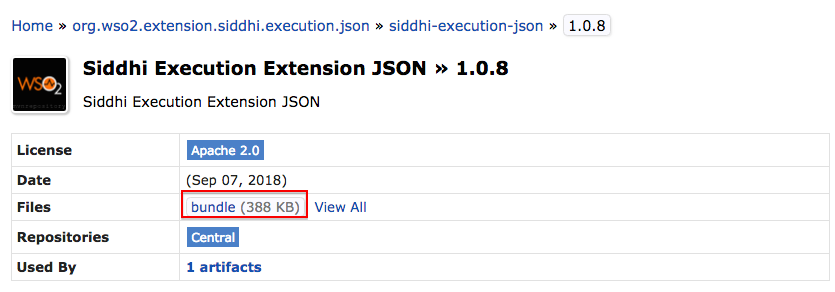 Home » org.wso2.extension.siddhi.execution.json » siddhi-execution-json » 1.0.8
WSO2
Siddhi Execution Extension JSON » 1.0.8
Siddhi Execution Extension JSON
License Apache 2.0
Date (Sep 07, 2018)
Files bundle (388 KB) View All
Repositories Central
Used By 1 artifacts